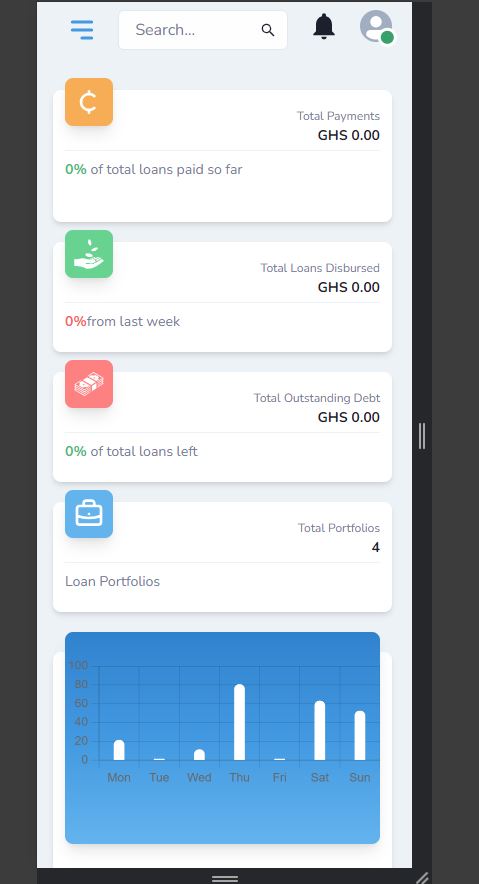 Search...
₵
Total Payments
GHS 0.00
0% of total loans paid so far
Total Loans Disbursed
GHS 0.00
0%from last week
Total Outstanding Debt
GHS 0.00
0% of total loans left
Total Portfolios
4
Loan Portfolios
100
80
60
40
20
0
Mon Tue Wed Thu Fri Sat Sun